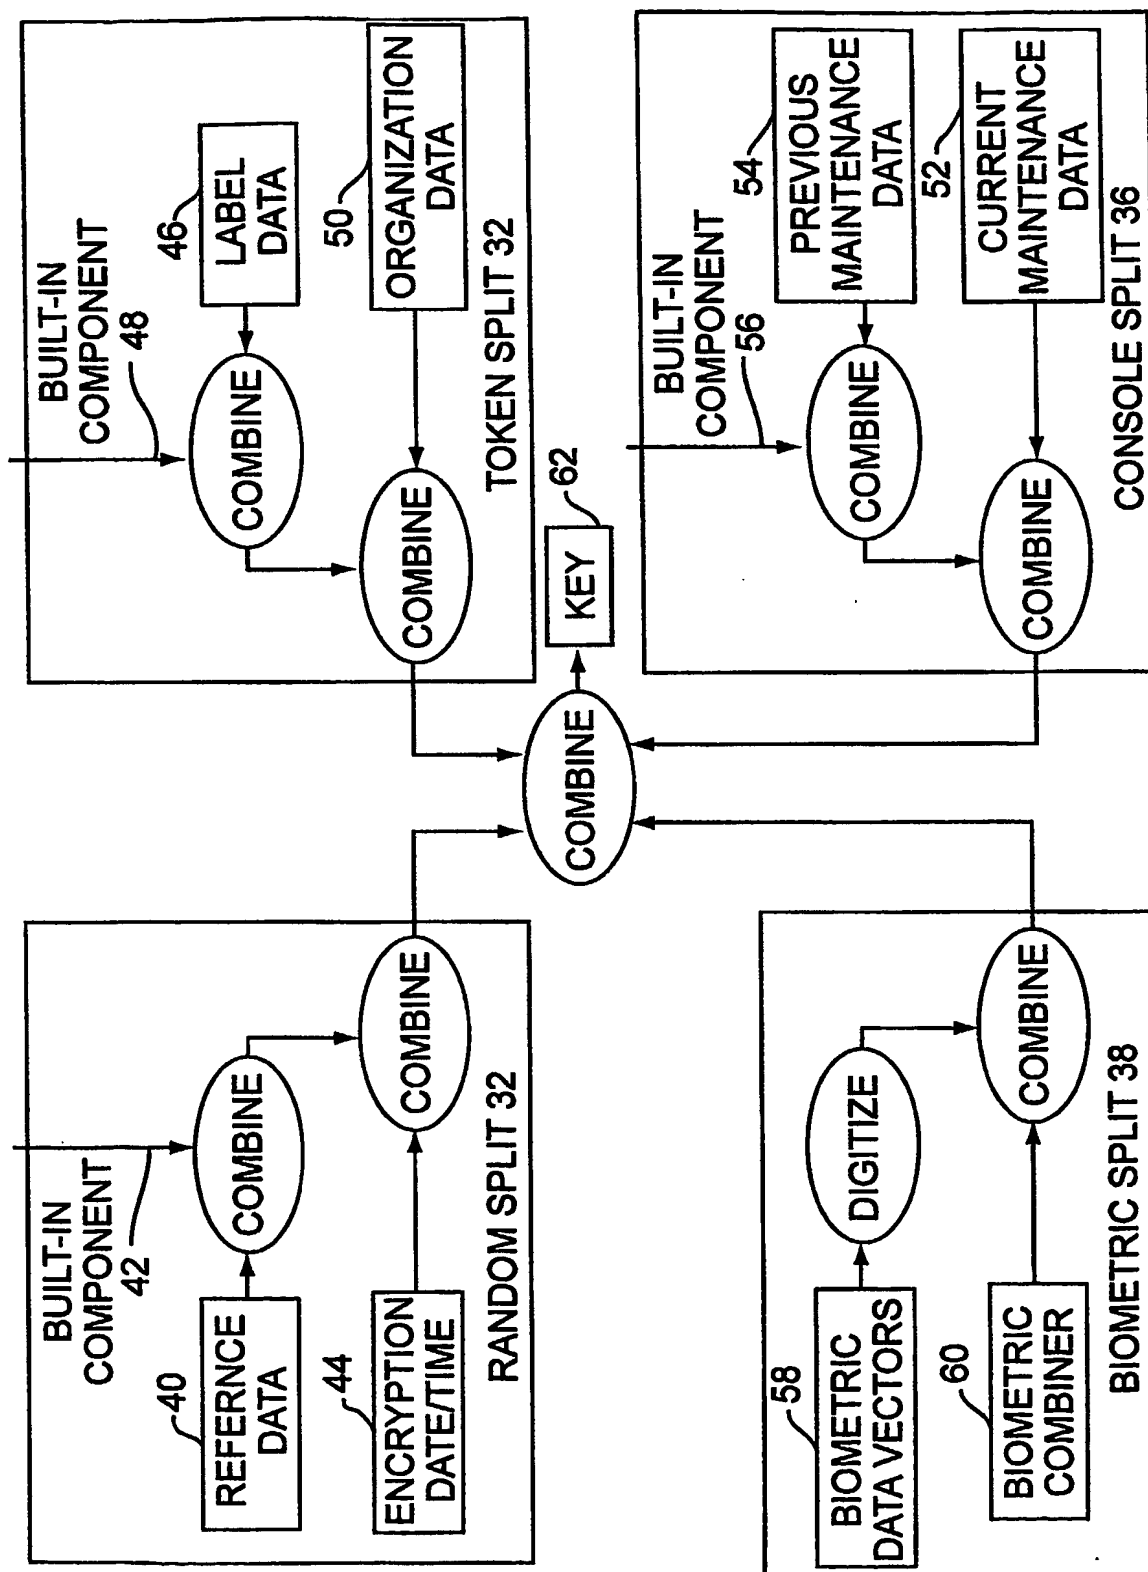 BUILT-IN
COMPONENT
42
40
REFERNCE
DATA
COMBINE
44
ENCRYPTION
DATE/TIME
COMBINE
RANDOM SPLIT 32
BUILT-IN
COMPONENT
48
46
LABEL
DATA
COMBINE
50
ORGANIZATION
DATA
COMBINE
TOKEN SPLIT 32
COMBINE
KEY
62
58
BIOMETRIC
DATA VECTORS
DIGITIZE
60
BIOMETRIC
COMBINER
COMBINE
BIOMETRIC SPLIT 38
BUILT-IN
COMPONENT
56
54
PREVIOUS
MAINTENANCE
DATA
COMBINE
52
CURRENT
MAINTENANCE
DATA
COMBINE
CONSOLE SPLIT 36